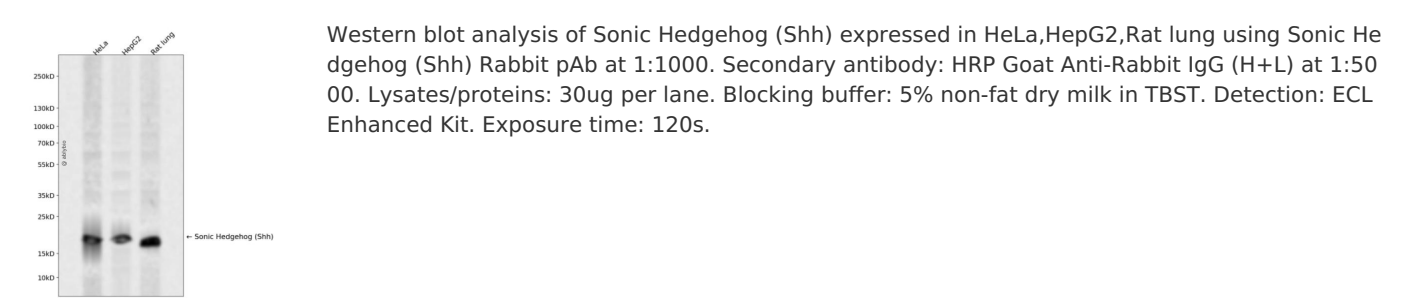 HeLa
HepG2
Rat lung
250kD
130kD
100kD
70kD
55kD
35kD
25kD
15kD
10kD
← Sonic Hedgehog (Shh)
Western blot analysis of Sonic Hedgehog (Shh) expressed in HeLa,HepG2,Rat lung using Sonic He
dgehog (Shh) Rabbit pAb at 1:1000. Secondary antibody: HRP Goat Anti-Rabbit IgG (H+L) at 1:50
00. Lysates/proteins: 30ug per lane. Blocking buffer: 5% non-fat dry milk in TBST. Detection: ECL
Enhanced Kit. Exposure time: 120s.